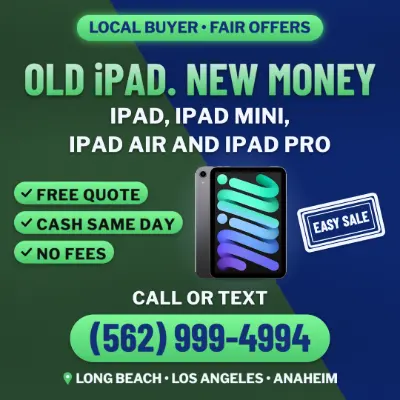 LOCAL BUYER • FAIR OFFERS
OLD iPAD. NEW MONEY
IPAD, IPAD MINI,
IPAD AIR AND IPAD PRO
FREE QUOTE
CASH SAME DAY
NO FEES
EASY SALE
CALL OR TEXT
(562) 999-4994
LONG BEACH • LOS ANGELES • ANAHEIM